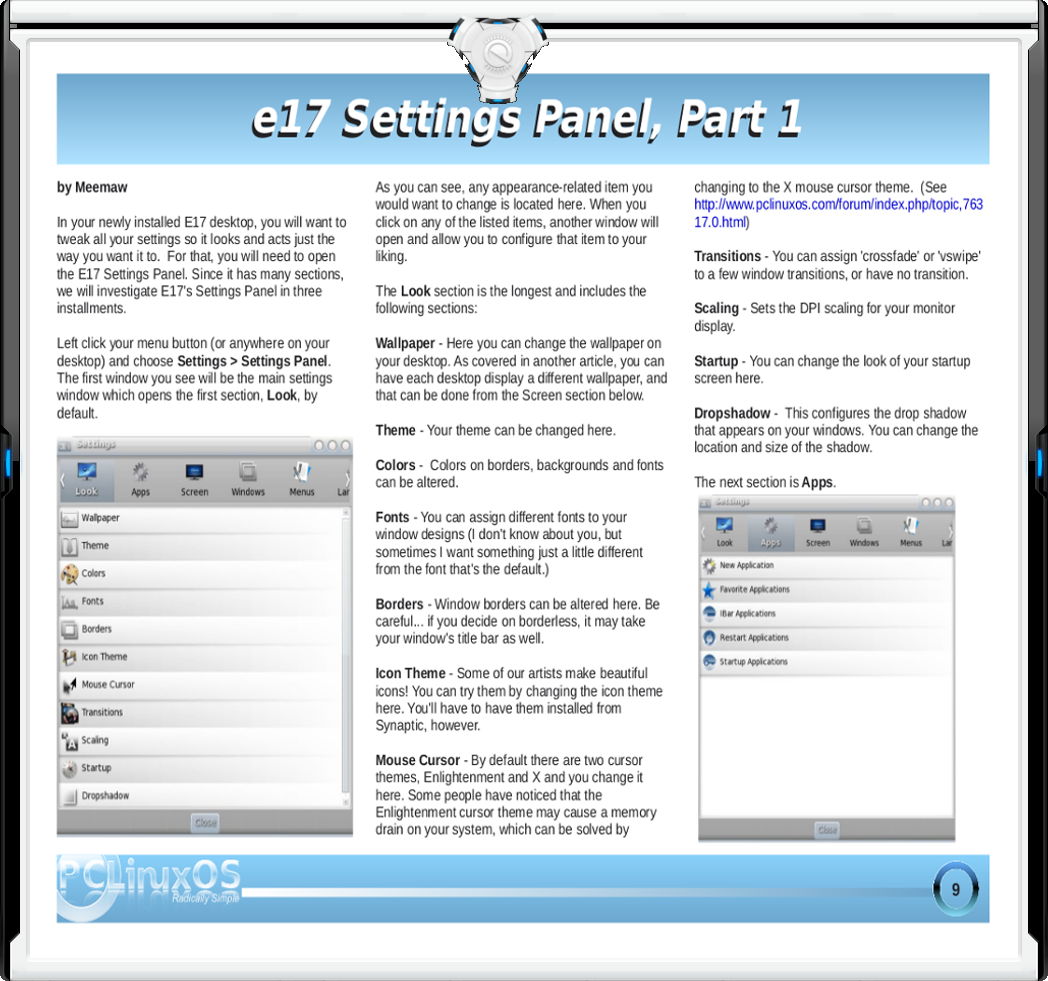 e17 Settings Panel, Part 1
by Meemaw
In your newly installed E17 desktop, you will want to
tweak all your settings so it looks and acts just the
way you want it to.  For that, you will need to open
the E17 Settings Panel. Since it has many sections,
we will investigate E17's Settings Panel in three
installments.
Left click your menu button (or anywhere on your
desktop) and choose Settings > Settings Panel.
The first window you see will be the main settings
window which opens the first section, Look, by
default.
Settings
Look Apps Screen Windows Menus Lar
Wallpaper
Theme
Colors
Fonts
Borders
Icon Theme
Mouse Cursor
Transitions
Scaling
Startup
Dropshadow
Close
As you can see, any appearance-related item you
would want to change is located here. When you
click on any of the listed items, another window will
open and allow you to configure that item to your
liking.
The Look section is the longest and includes the
following sections:
Wallpaper - Here you can change the wallpaper on
your desktop. As covered in another article, you can
have each desktop display a different wallpaper, and
that can be done from the Screen section below.
Theme - Your theme can be changed here.
Colors -  Colors on borders, backgrounds and fonts
can be altered.
Fonts - You can assign different fonts to your
window designs (I don't know about you, but
sometimes I want something just a little different
from the font that's the default.)
Borders - Window borders can be altered here. Be
careful... if you decide on borderless, it may take
your window's title bar as well.
Icon Theme - Some of our artists make beautiful
icons! You can try them by changing the icon theme
here. You'll have to have them installed from
Synaptic, however.
Mouse Cursor - By default there are two cursor
themes, Enlightenment and X and you change it
here. Some people have noticed that the
Enlightenment cursor theme may cause a memory
drain on your system, which can be solved by
changing to the X mouse cursor theme.  (See
http://www.pclinuxos.com/forum/index.php/topic,763
17.0.html)
Transitions - You can assign 'crossfade' or 'vswipe'
to a few window transitions, or have no transition.
Scaling - Sets the DPI scaling for your monitor
display.
Startup - You can change the look of your startup
screen here.
Dropshadow -  This configures the drop shadow
that appears on your windows. You can change the
location and size of the shadow.
The next section is Apps.
Settings
Look Apps Screen Windows Menus Lar
New Application
Favorite Applications
IBar Applications
Restart Applications
Startup Applications
Close
PCLinuxOS
Radically Simple
9